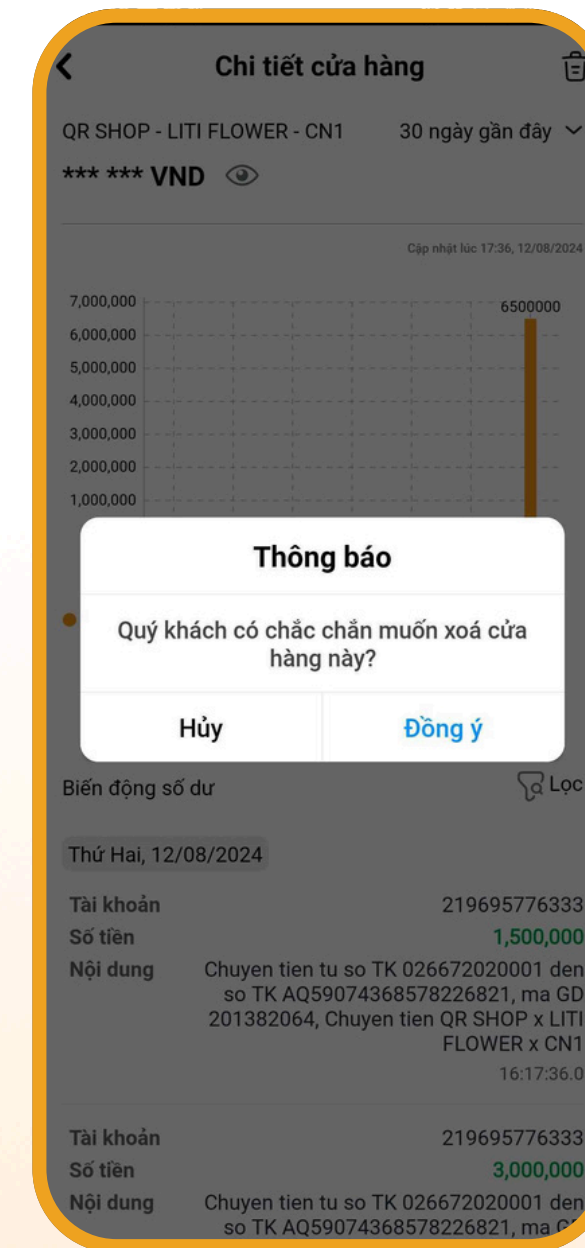 Chi tiết cửa hàng
QR SHOP - LITI FLOWER - CN1 30 ngày gần đây
*** *** VND
Cập nhật lúc 17:36, 12/08/2024
7,000,000
6500000
6,000,000
5,000,000
4,000,000
3,000,000
2,000,000
1,000,000
Thông báo
Quý khách có chắc chắn muốn xoá cửa
hàng này?
Hủy Đồng ý
Biến động số dư Lọc
Thứ Hai, 12/08/2024
Tài khoản 219695776333
Số tiền 1,500,000
Nội dung Chuyen tien tu so TK 026672020001 den
so TK AQ59074368578226821, ma GD
201382064, Chuyen tien QR SHOP x LITI
FLOWER x CN1
16:17:36.0
Tài khoản 219695776333
Số tiền 3,000,000
Nội dung Chuyen tien tu so TK 026672020001 den
so TK AQ59074368578226821, ma